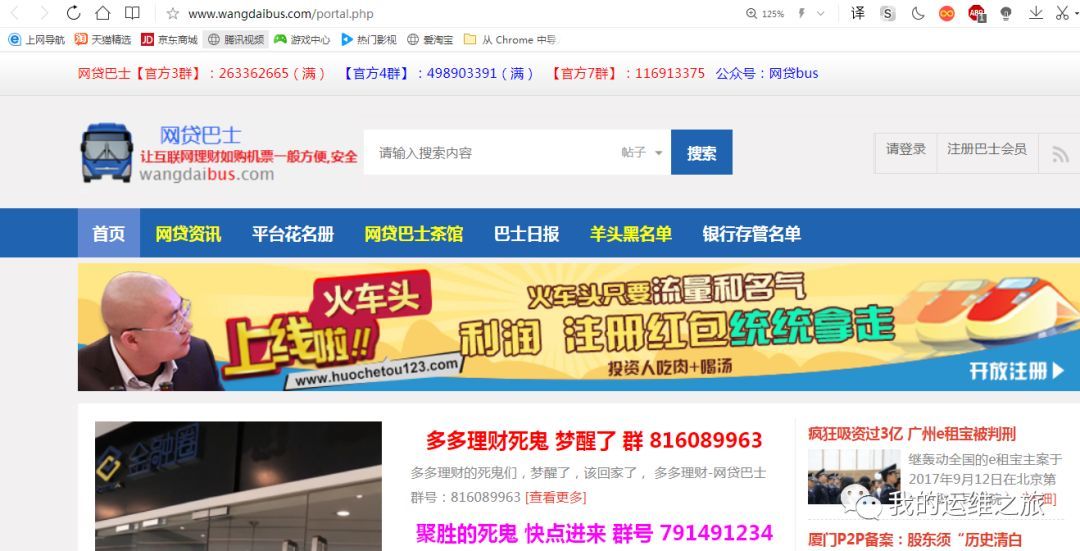 www.wangdaibus.com/portal.php
125%
译
上网导航 天猫精选 JD 京东商城 腾讯视频 游戏中心 热门影视 爱淘宝 从 Chrome 中导
网贷巴士【官方3群】：263362665（满） 【官方4群】：498903391（满） 【官方7群】：116913375 公众号：网贷bus
网贷巴士
让互联网理财如购机票一般方便,安全
wangdaibus.com
请输入搜索内容 帖子 搜索
请登录 注册巴士会员
首页 网贷资讯 平台花名册 网贷巴士茶馆 巴士日报 羊头黑名单 银行存管名单
火车头
上线啦!!
www.huochetou123.com
火车头只要流量和名气
利润 注册红包统统拿走
投资人吃肉+喝汤
开放注册
金融圈
多多理财死鬼 梦醒了 群 816089963
多多理财的死鬼们，梦醒了，该回家了， 多多理财-网贷巴士
群号：816089963 [查看更多]
聚胜的死鬼 快点进来 群号 791491234
疯狂吸资过3亿 广州e租宝被判刑
继轰动全国的e租宝主案于
2017年9月12日在北京第
我的运维之旅
厦门P2P备案：股东须“历史清白